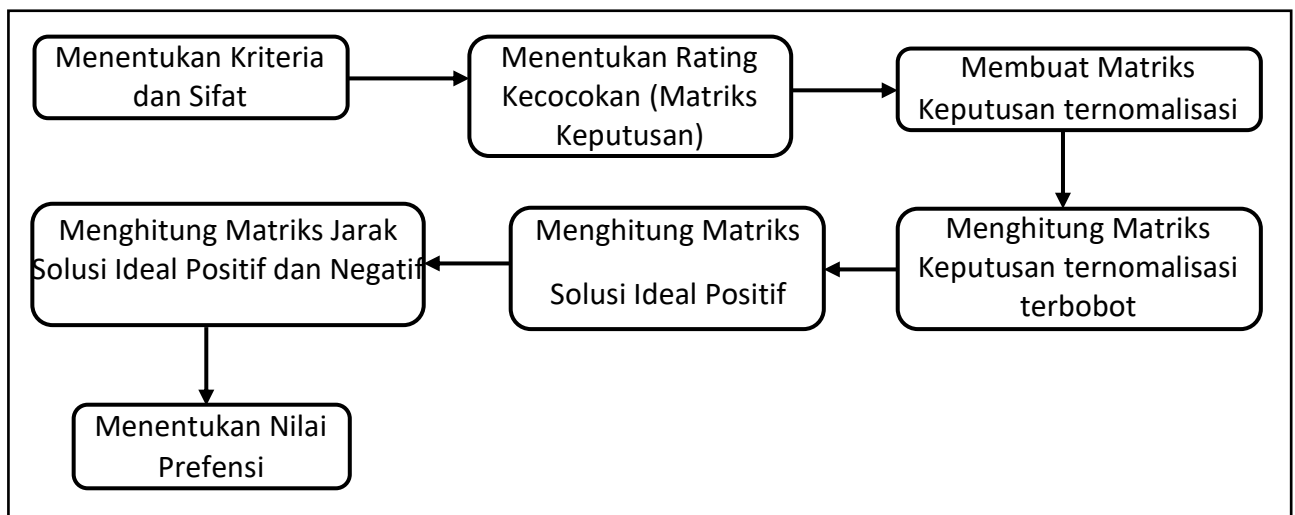 Menentukan Kriteria
dan Sifat
Menentukan Rating
Kecocokan (Matriks
Keputusan)
Membuat Matriks
Keputusan ternomalisasi
Menghitung Matriks
Keputusan ternomalisasi
terbobot
Menghitung Matriks
Solusi Ideal Positif
Menghitung Matriks Jarak
Solusi Ideal Positif dan Negatif
Menentukan Nilai
Prefensi